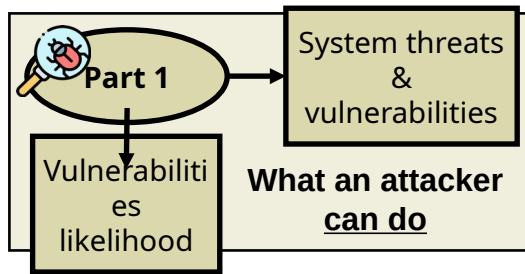 Part 1
System threats
&
vulnerabilities
Vulnerabiliti
es
likelihood
What an attacker
can do